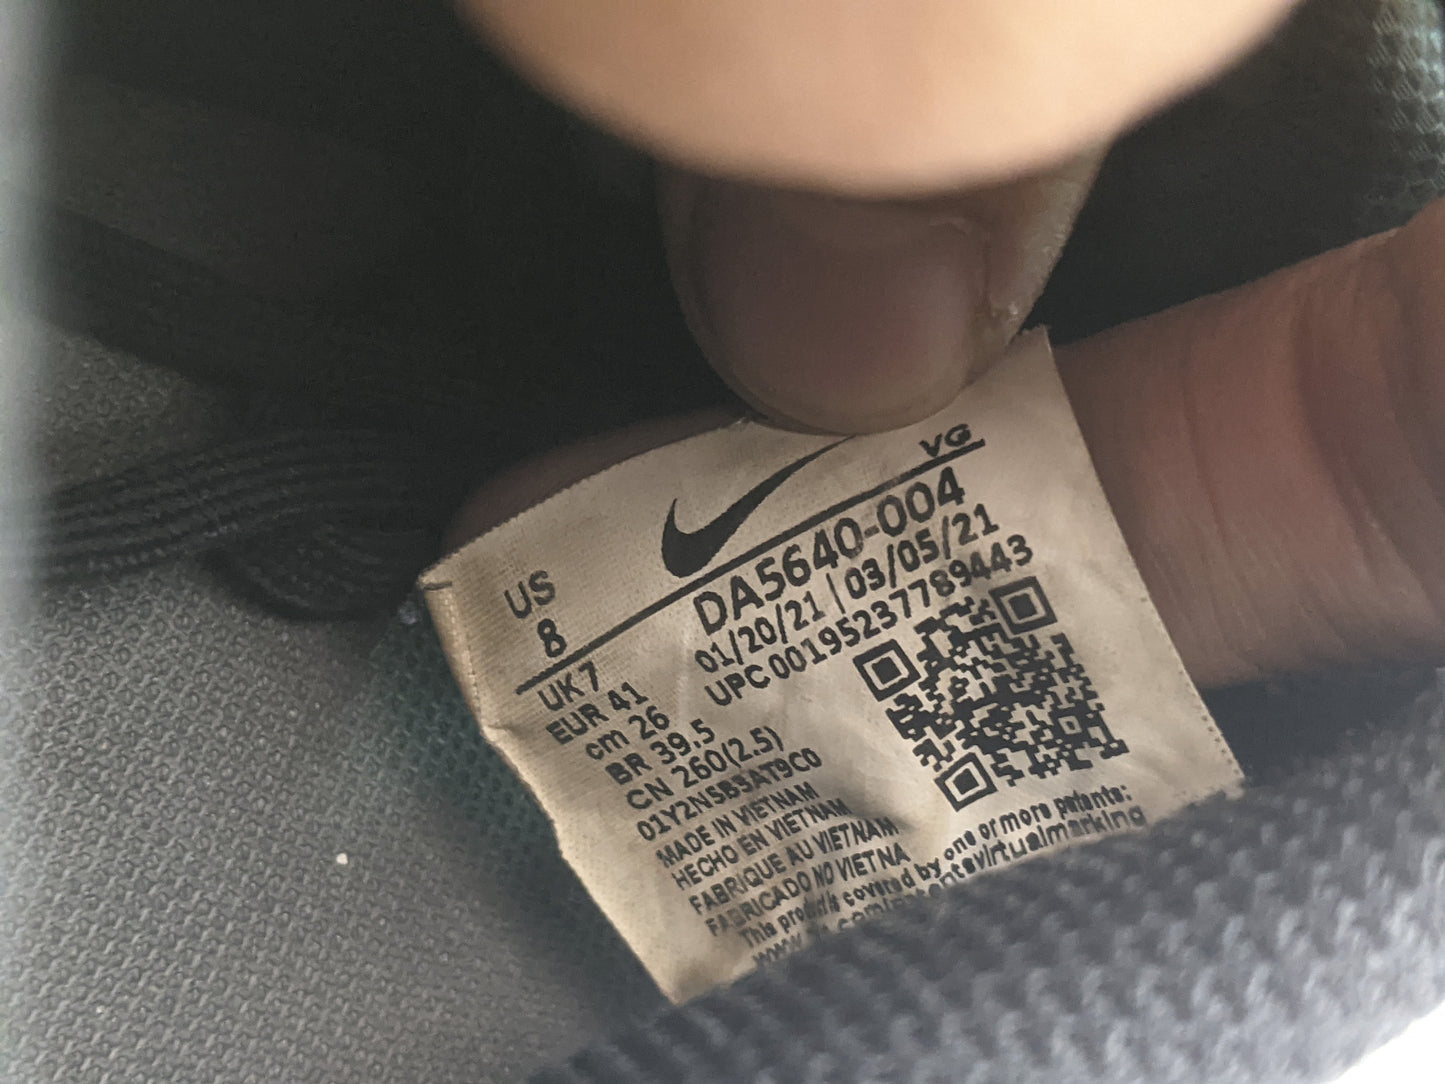 VG
US
8
UK 7
EUR 41
cm 26
BR 39.5
CN 260(2.5)
DA5640-004
01/20/21 | 03/05/21
UPC 00195237789443
01Y2N5B5AT9C0
MADE IN VIETNAM
HECHO EN VIETNAM
FABRIQUE AU VIETNAM
FABRICADO NO VIETNA
This product is covered by one or more patents: